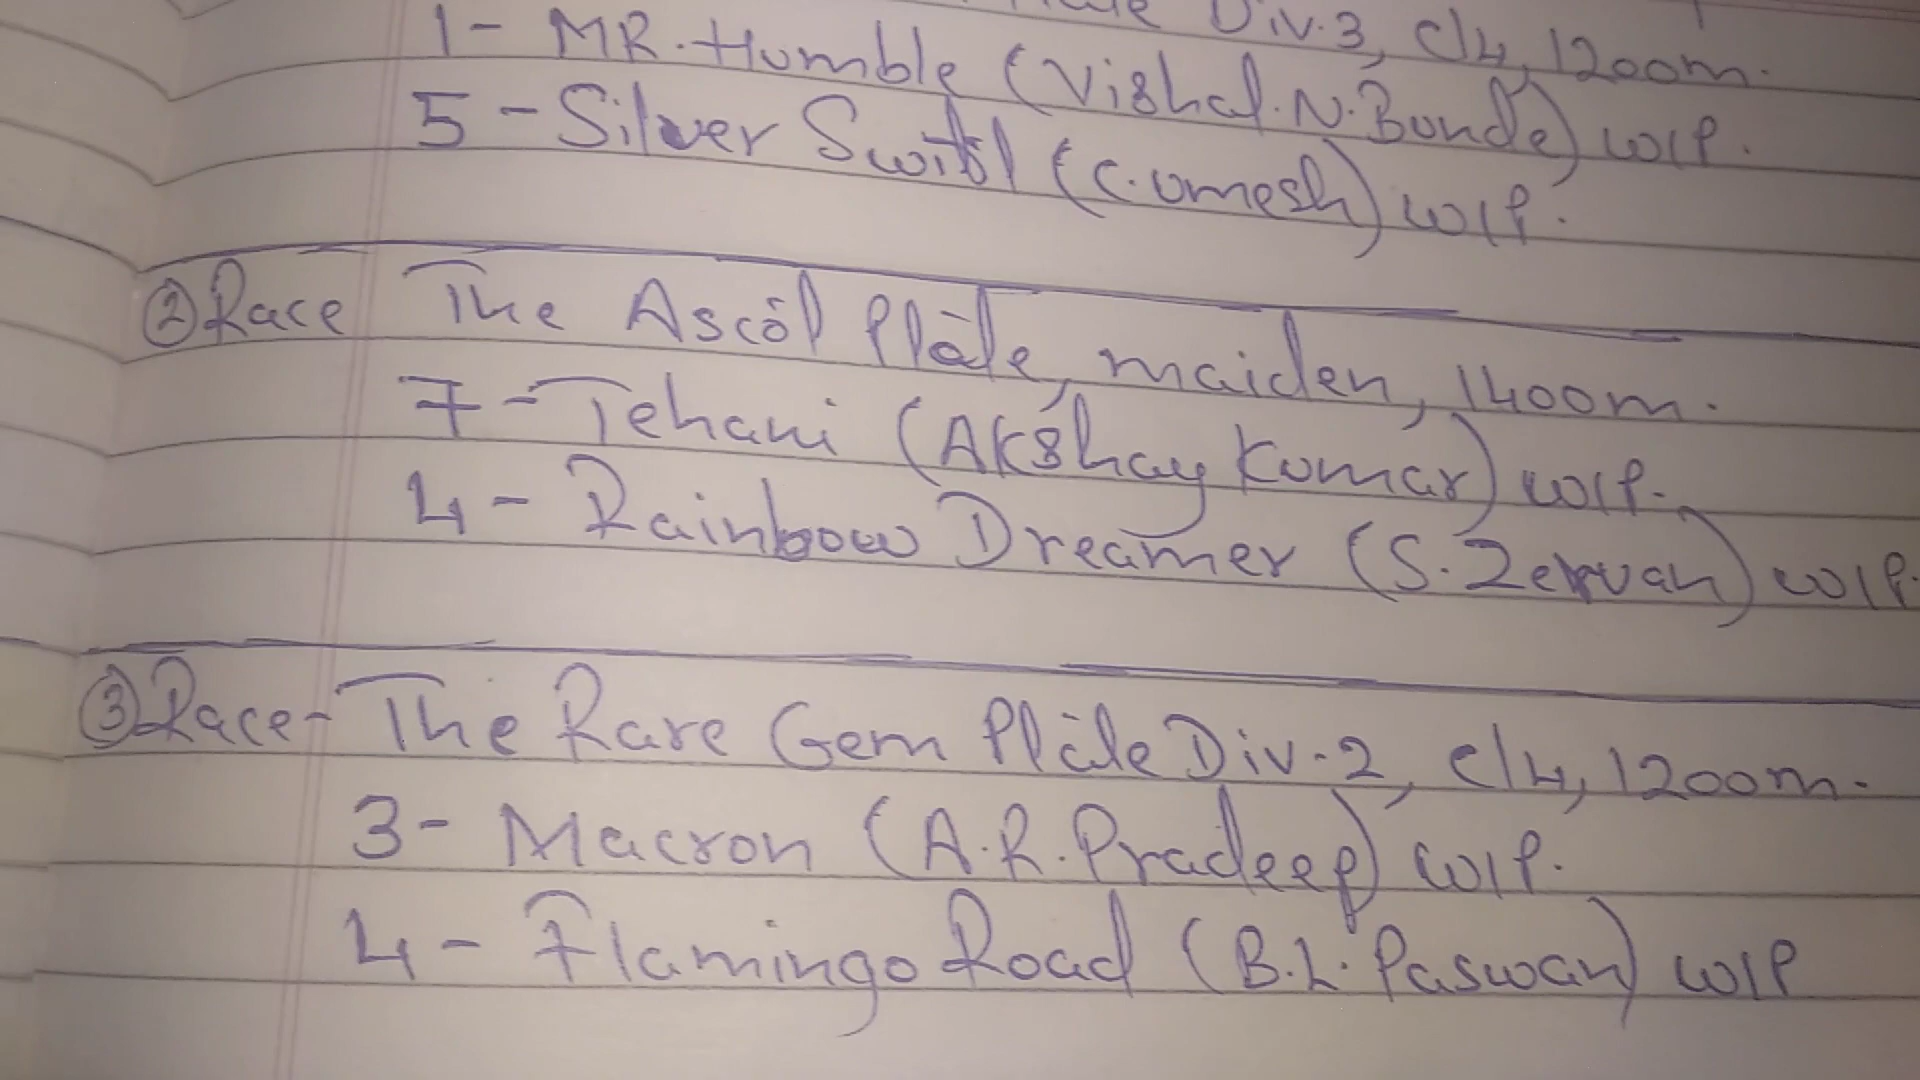 Div.3, c/4, 1200m.
1- MR. Humble (Vishal. N. Bunde) w/p.
5 - Silver Swift (C. Umesh) w/p.
② Race The Ascot Plate, maiden, 1400m.
7 - Tehani (Akshay Kumar) w/p.
4 - Rainbow Dreamer (S. Zervan) w/p.
③ Race - The Rare Gem Plate Div-2, c/4, 1200m.
3 - Macron (A.R. Pradeep) w/p.
4 - Flamingo Road (B.L. Paswan) w/p